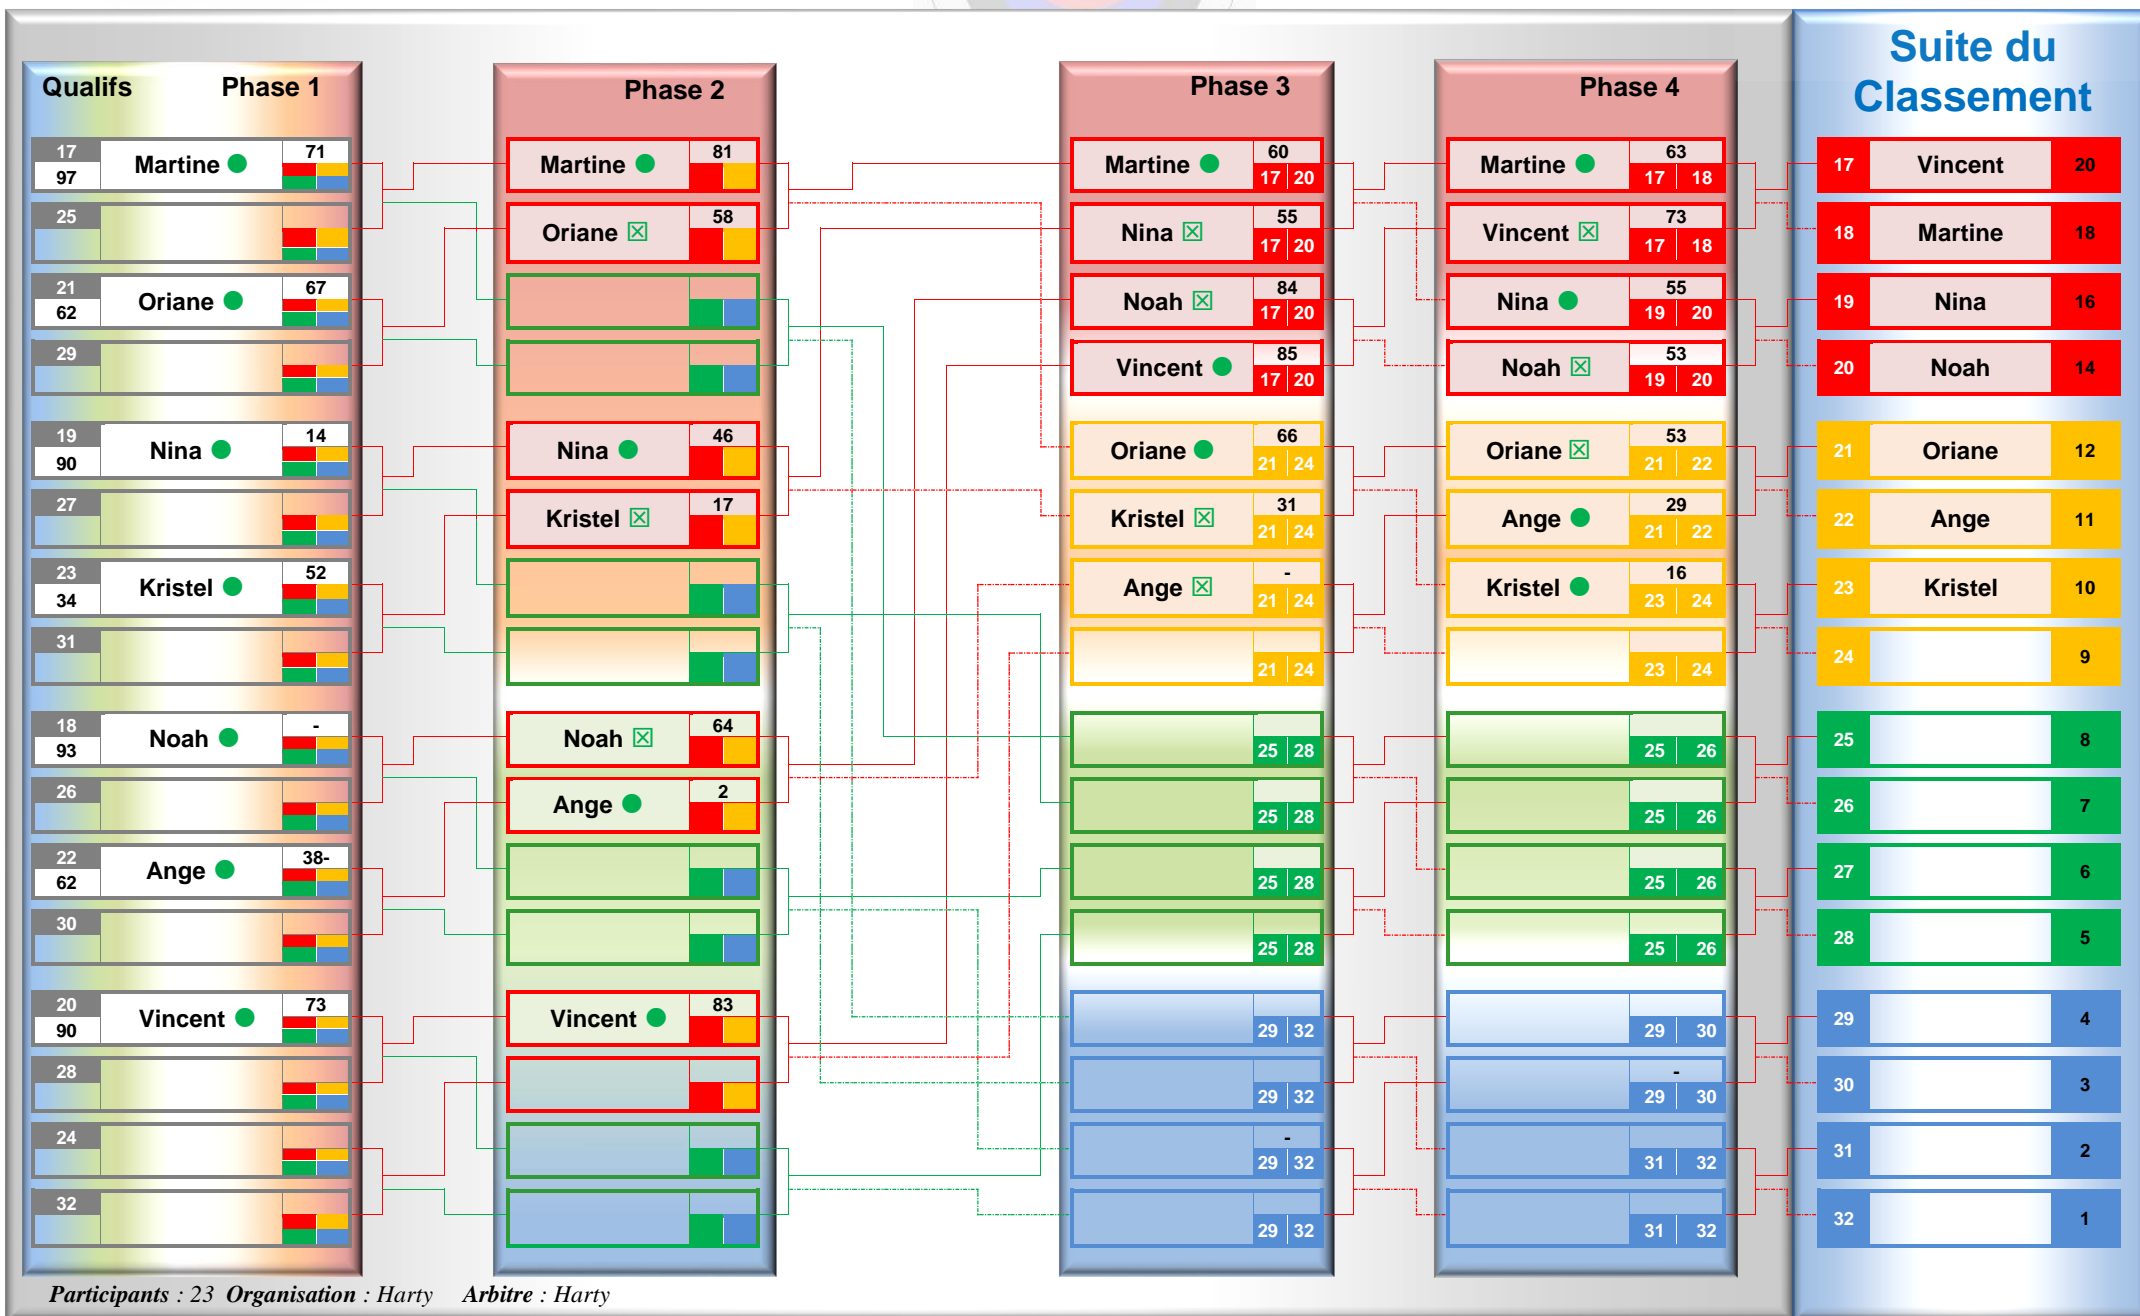 Suite du
Classement
Qualifs Phase 1
Phase 2
Phase 3
Phase 4
17 97 Martine 71
25
21 62 Oriane 67
29
19 90 Nina 14
27
23 34 Kristel 52
31
18 93 Noah -
26
22 62 Ange 38-
30
20 90 Vincent 73
28
24
32
Martine 81
Oriane ☒ 58
Nina 46
Kristel ☒ 17
Noah ☒ 64
Ange 2
Vincent 83
Martine 60 17 20
Nina ☒ 55 17 20
Noah ☒ 84 17 20
Vincent 85 17 20
Oriane 66 21 24
Kristel ☒ 31 21 24
Ange ☒ - 21 24
21 24
25 28
25 28
25 28
25 28
29 32
29 32
- 29 32
29 32
Martine 63 17 18
Vincent ☒ 73 17 18
Nina 55 19 20
Noah ☒ 53 19 20
Oriane ☒ 53 21 22
Ange 29 21 22
Kristel 16 23 24
23 24
25 26
25 26
25 26
25 26
29 30
- 29 30
31 32
31 32
17 Vincent 20
18 Martine 18
19 Nina 16
20 Noah 14
21 Oriane 12
22 Ange 11
23 Kristel 10
24 9
25 8
26 7
27 6
28 5
29 4
30 3
31 2
32 1
Participants : 23 Organisation : Harty Arbitre : Harty